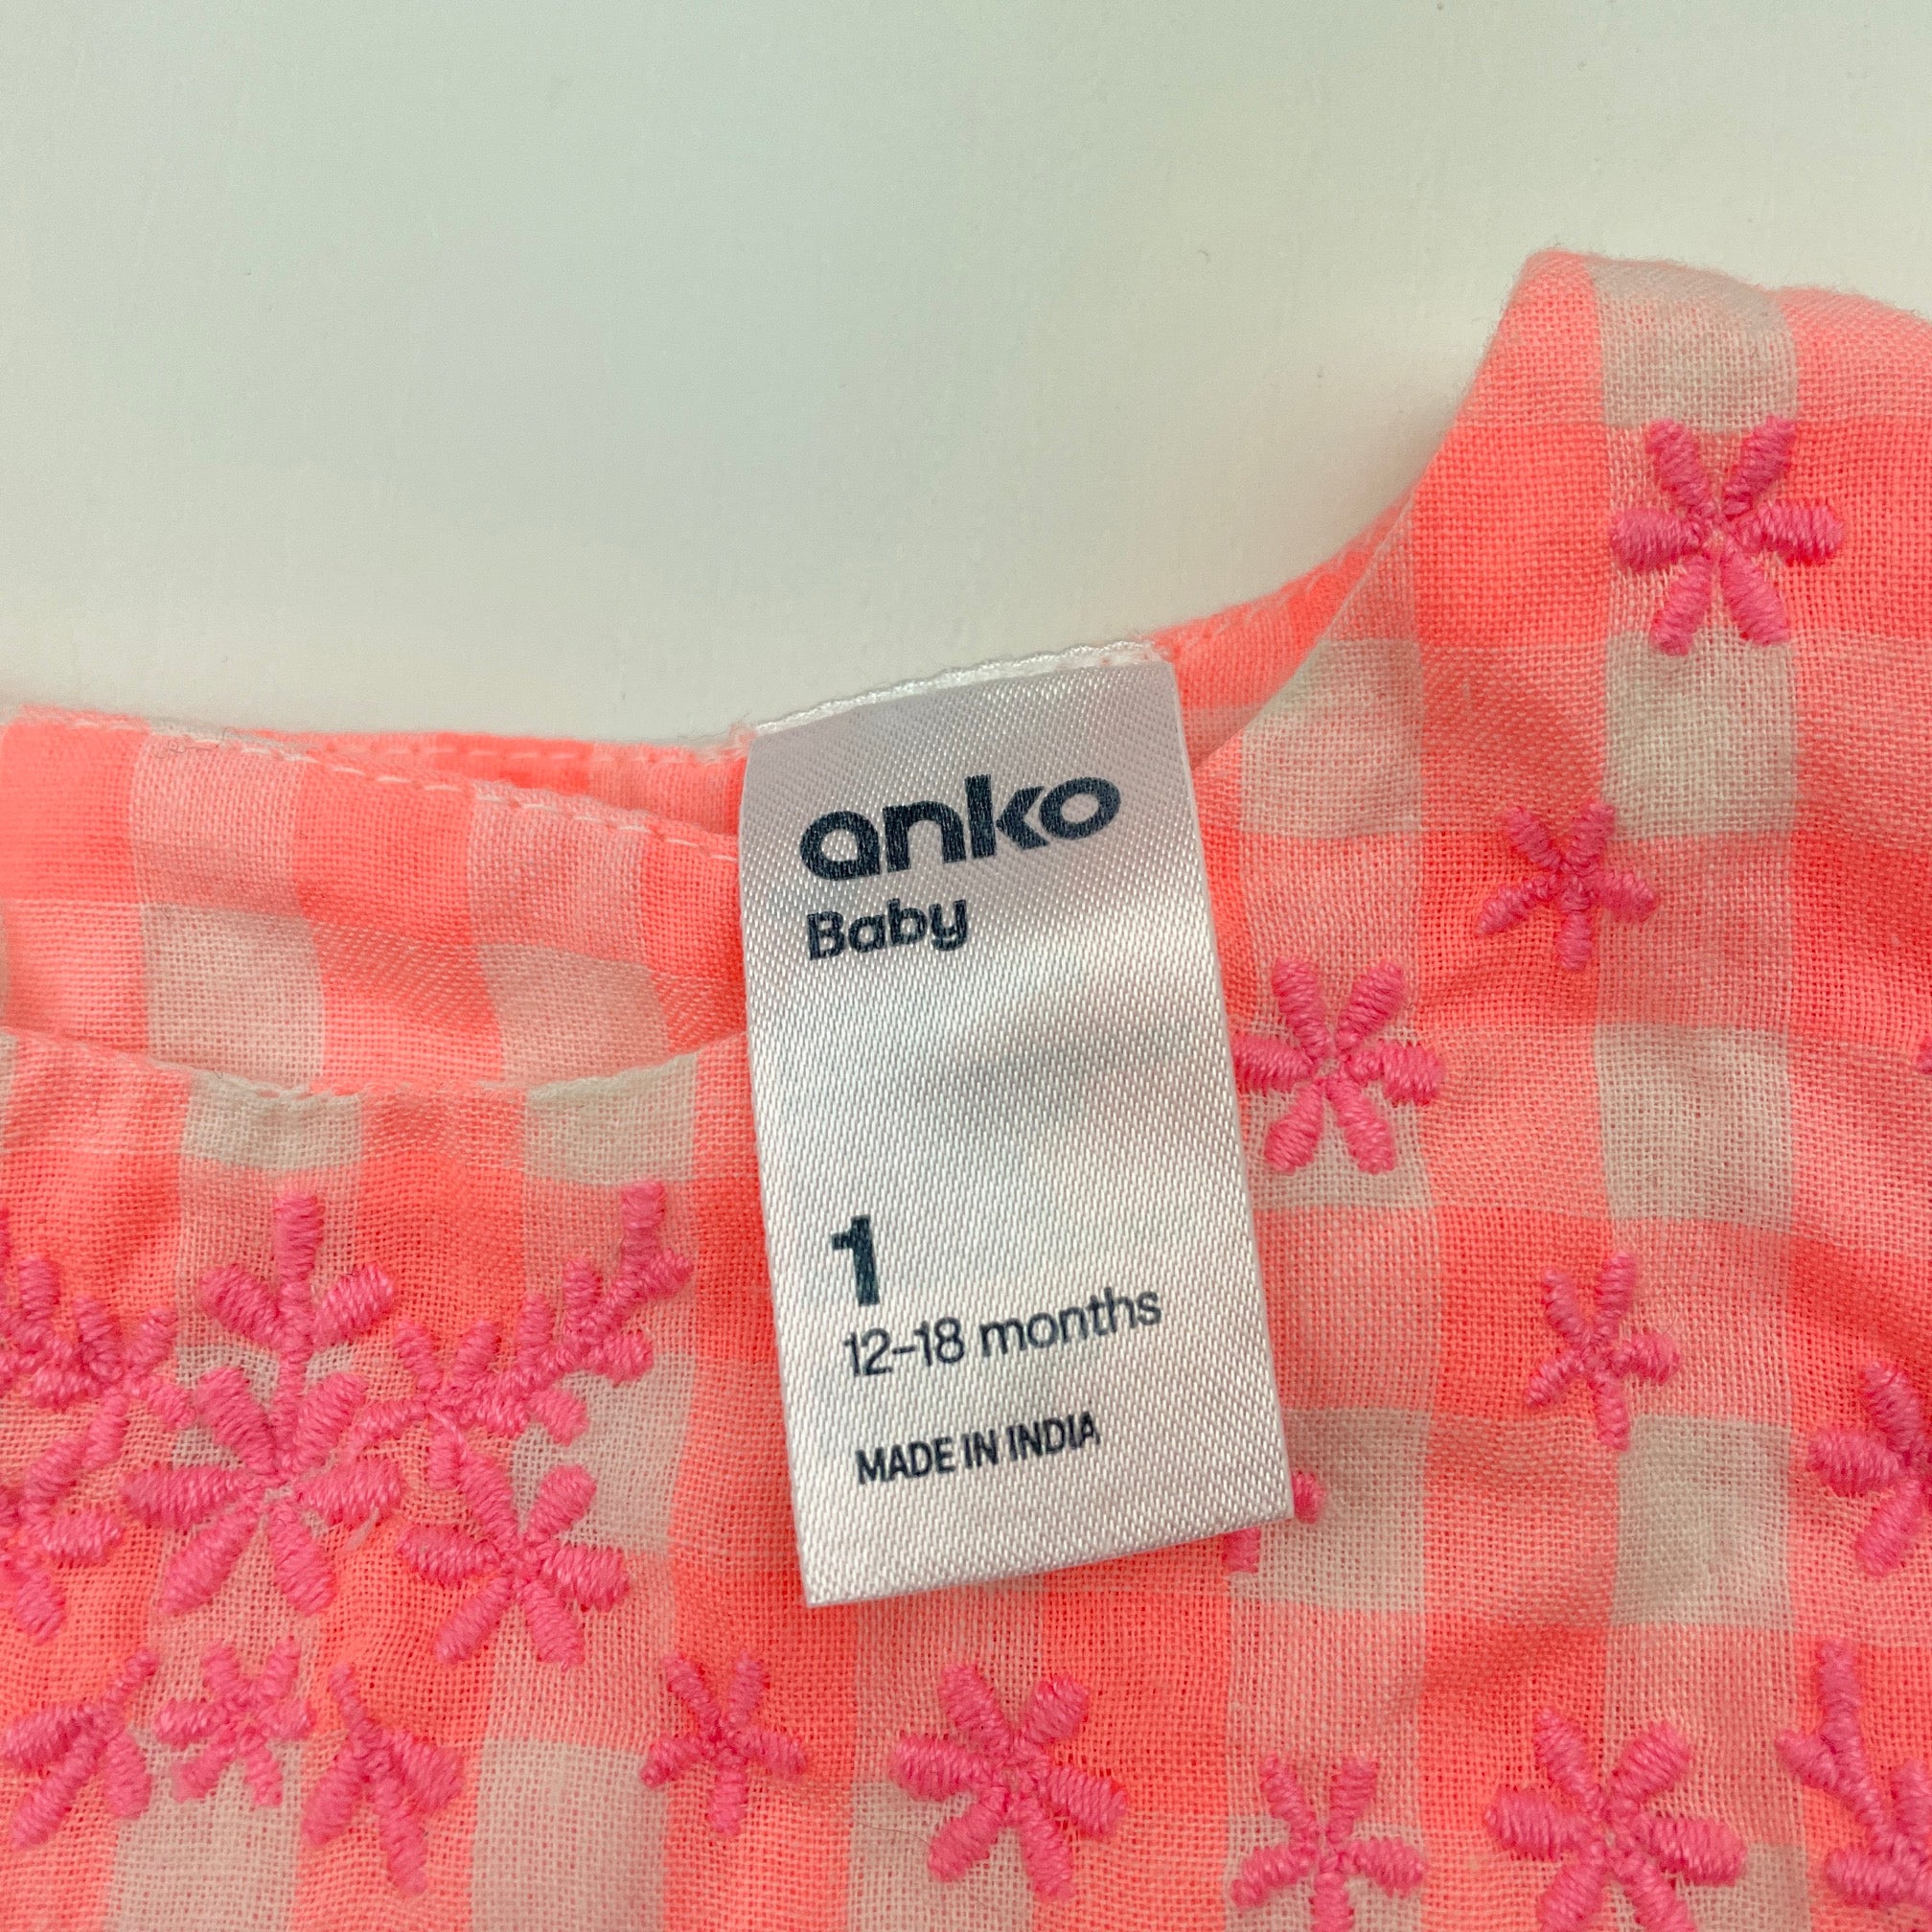 anko
Baby
1
12-18 months
MADE IN INDIA